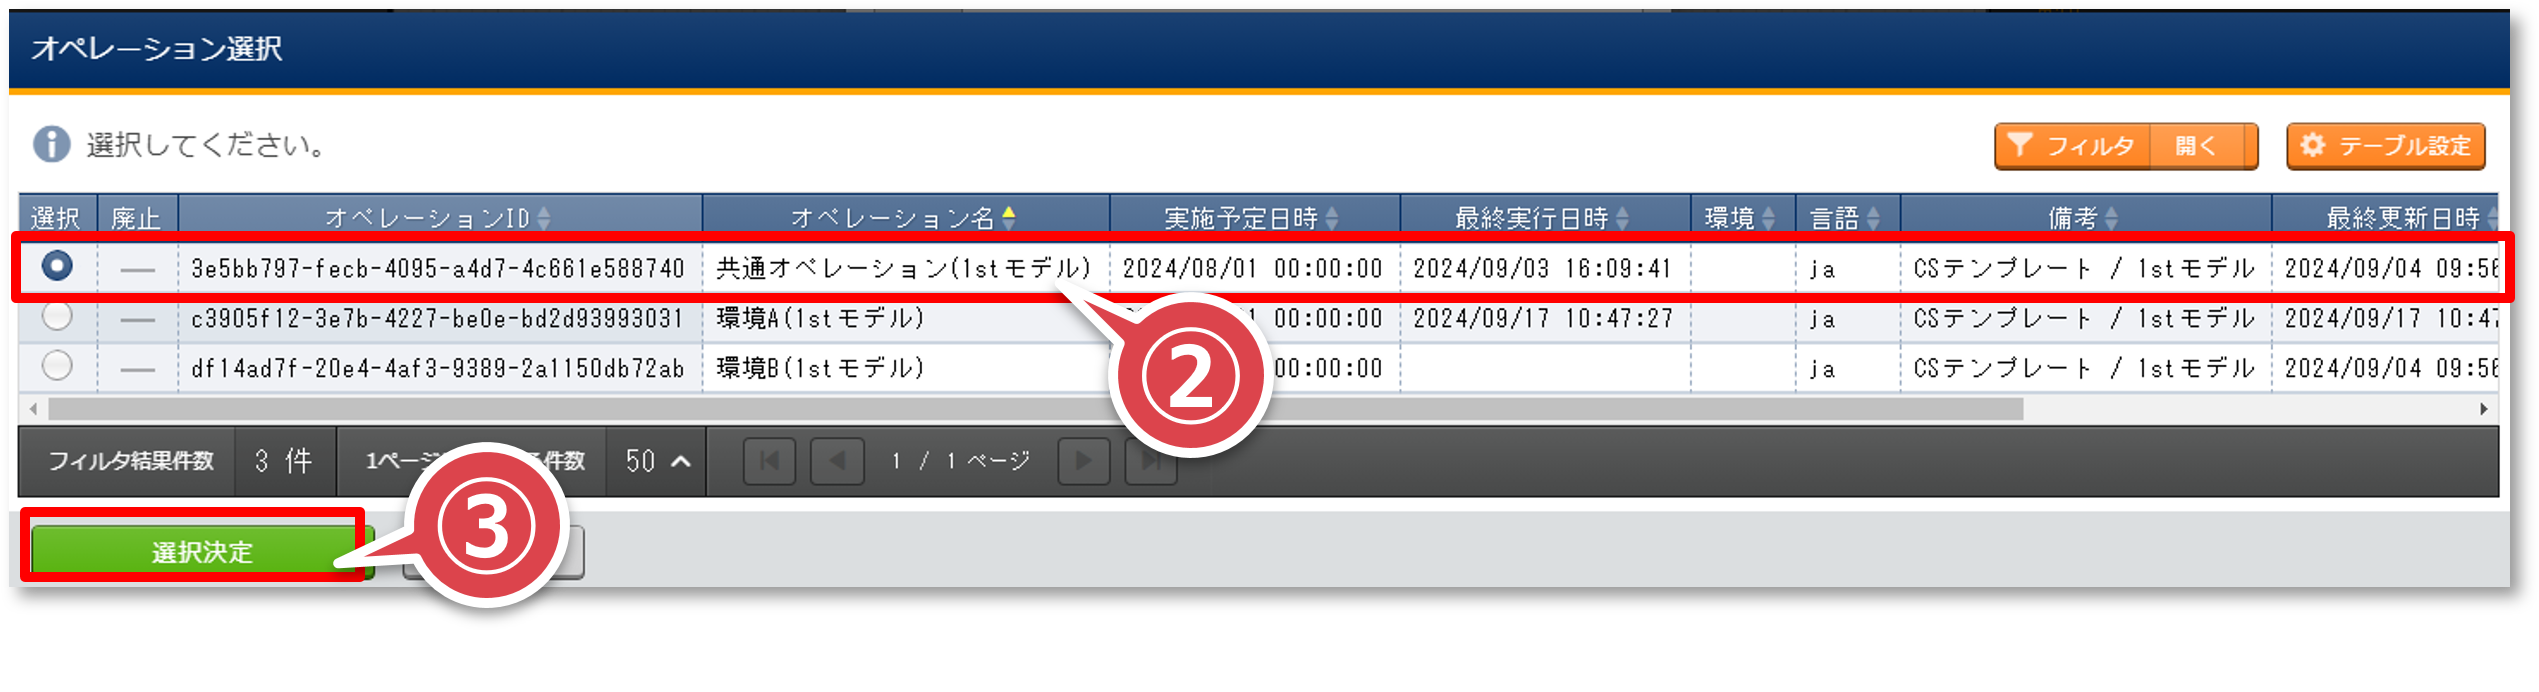 オペレーション選択
選択してください。
フィルタ 開く テーブル設定
選択 廃止 オペレーションID オペレーション名 実施予定日時 最終実行日時 環境 言語 備考 最終更新日時
3e5bb797-fecb-4095-a4d7-4c661e588740 共通オペレーション(1stモデル) 2024/08/01 00:00:00 2024/09/03 16:09:41 ja CSテンプレート / 1stモデル 2024/09/04 09:56
c3905f12-3e7b-4227-be0e-bd2d93993031 環境A(1stモデル) 00:00:00 2024/09/17 10:47:27 ja CSテンプレート / 1stモデル 2024/09/17 10:47
df14ad7f-20e4-4af3-9389-2a1150db72ab 環境B(1stモデル) 00:00:00 ja CSテンプレート / 1stモデル 2024/09/04 09:56
②
フィルタ結果件数 3 件 1ページ 件数 50 1 / 1 ページ
選択決定
③